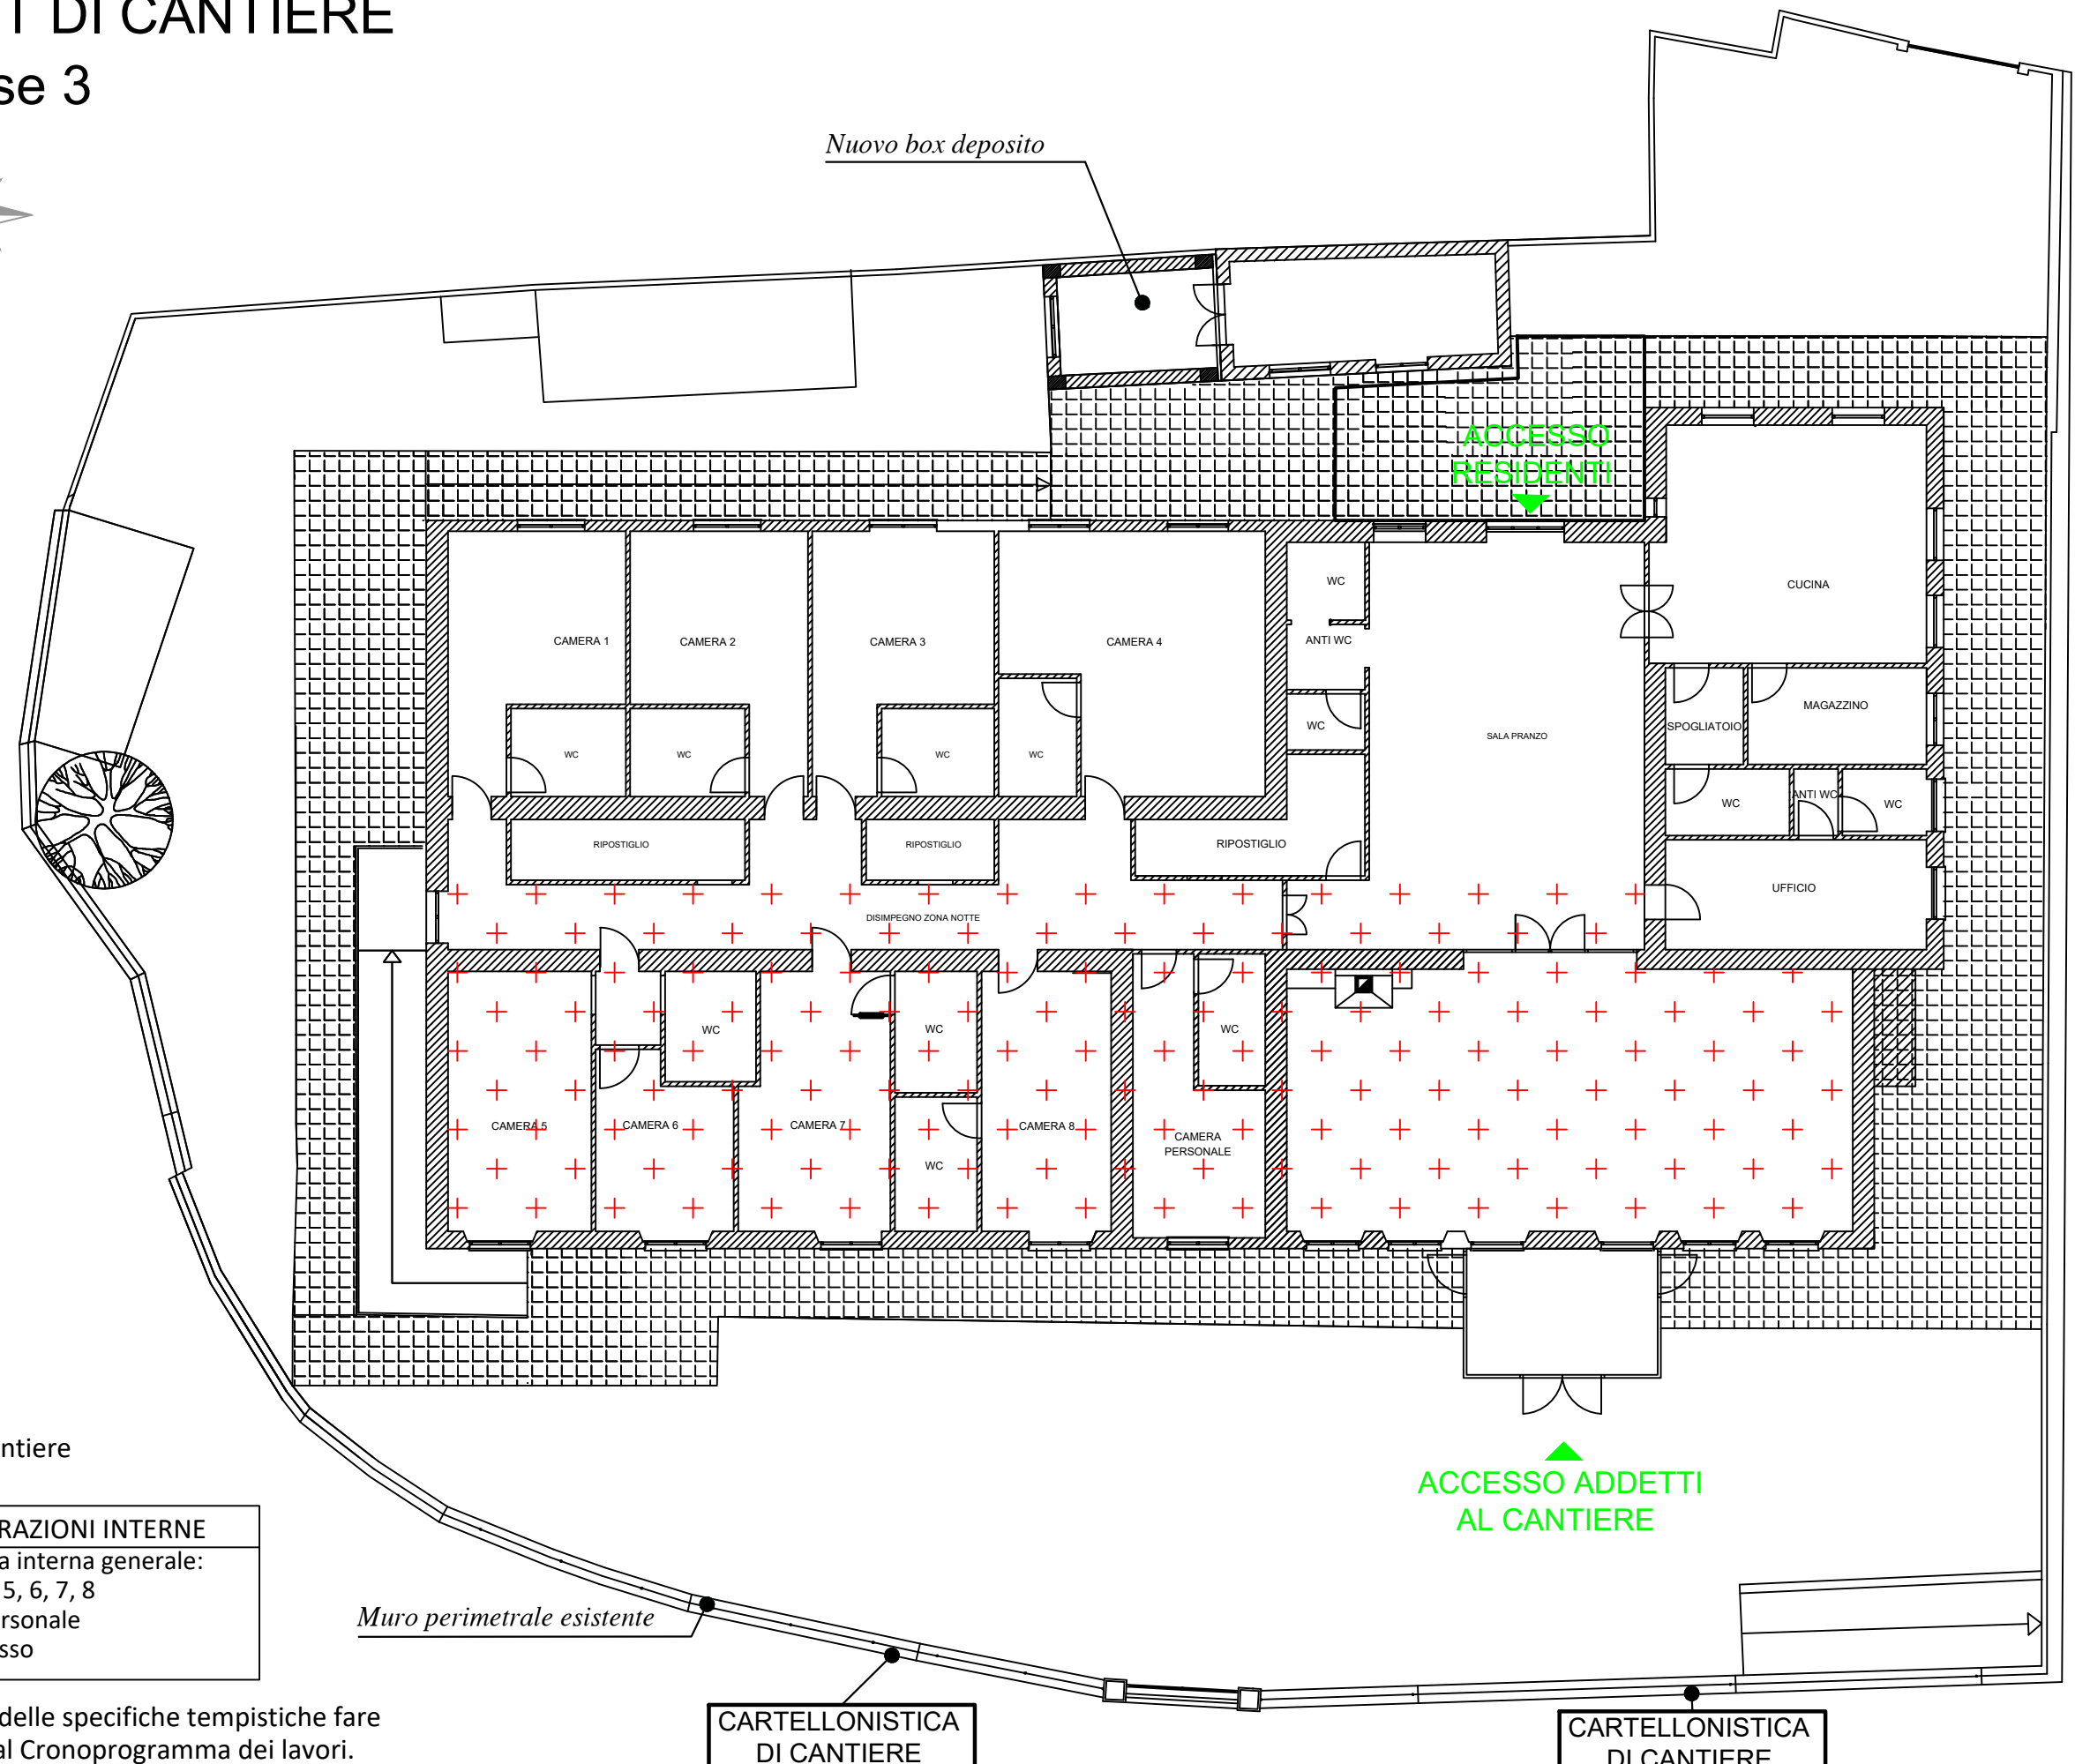 T DI CANTIERE
se 3
Nuovo box deposito
ACCESSO
RESIDENTI
WC
CUCINA
CAMERA 1
CAMERA 2
CAMERA 3
CAMERA 4
ANTI WC
MAGAZZINO
SPOGLIATOIO
WC
SALA PRANZO
WC
WC
WC
WC
WC
ANTI WC
WC
RIPOSTIGLIO
RIPOSTIGLIO
RIPOSTIGLIO
UFFICIO
DISIMPEGNO ZONA NOTTE
WC
WC
WC
CAMERA 5
CAMERA 6
CAMERA 7
CAMERA 8
CAMERA
PERSONALE
WC
ntiere
ACCESSO ADDETTI
AL CANTIERE
RAZIONI INTERNE
a interna generale:
5, 6, 7, 8
rsonale
sso
Muro perimetrale esistente
delle specifiche tempistiche fare
al Cronoprogramma dei lavori.
CARTELLONISTICA
DI CANTIERE
CARTELLONISTICA
DI CANTIERE